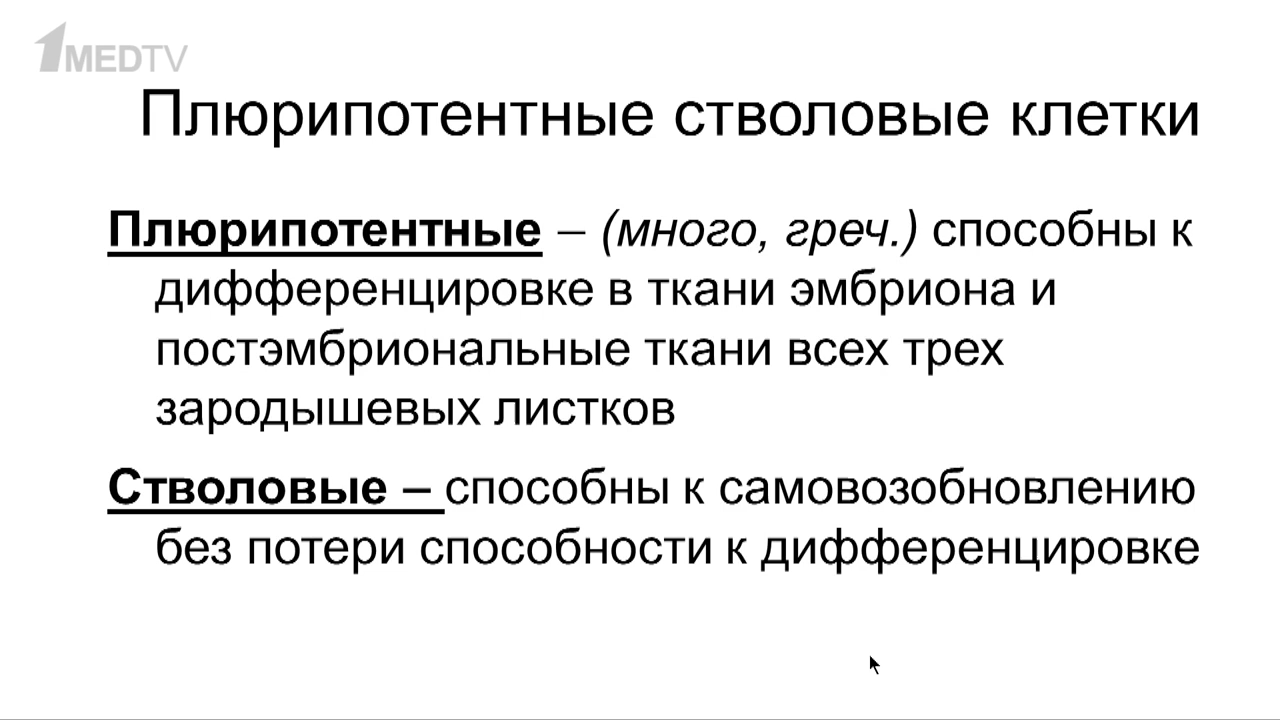 1MEDTV
Плюрипотентные стволовые клетки
Плюрипотентные – (много, греч.) способны к
дифференцировке в ткани эмбриона и
постэмбриональные ткани всех трех
зародышевых листков
Стволовые – способны к самовозобновлению
без потери способности к дифференцировке